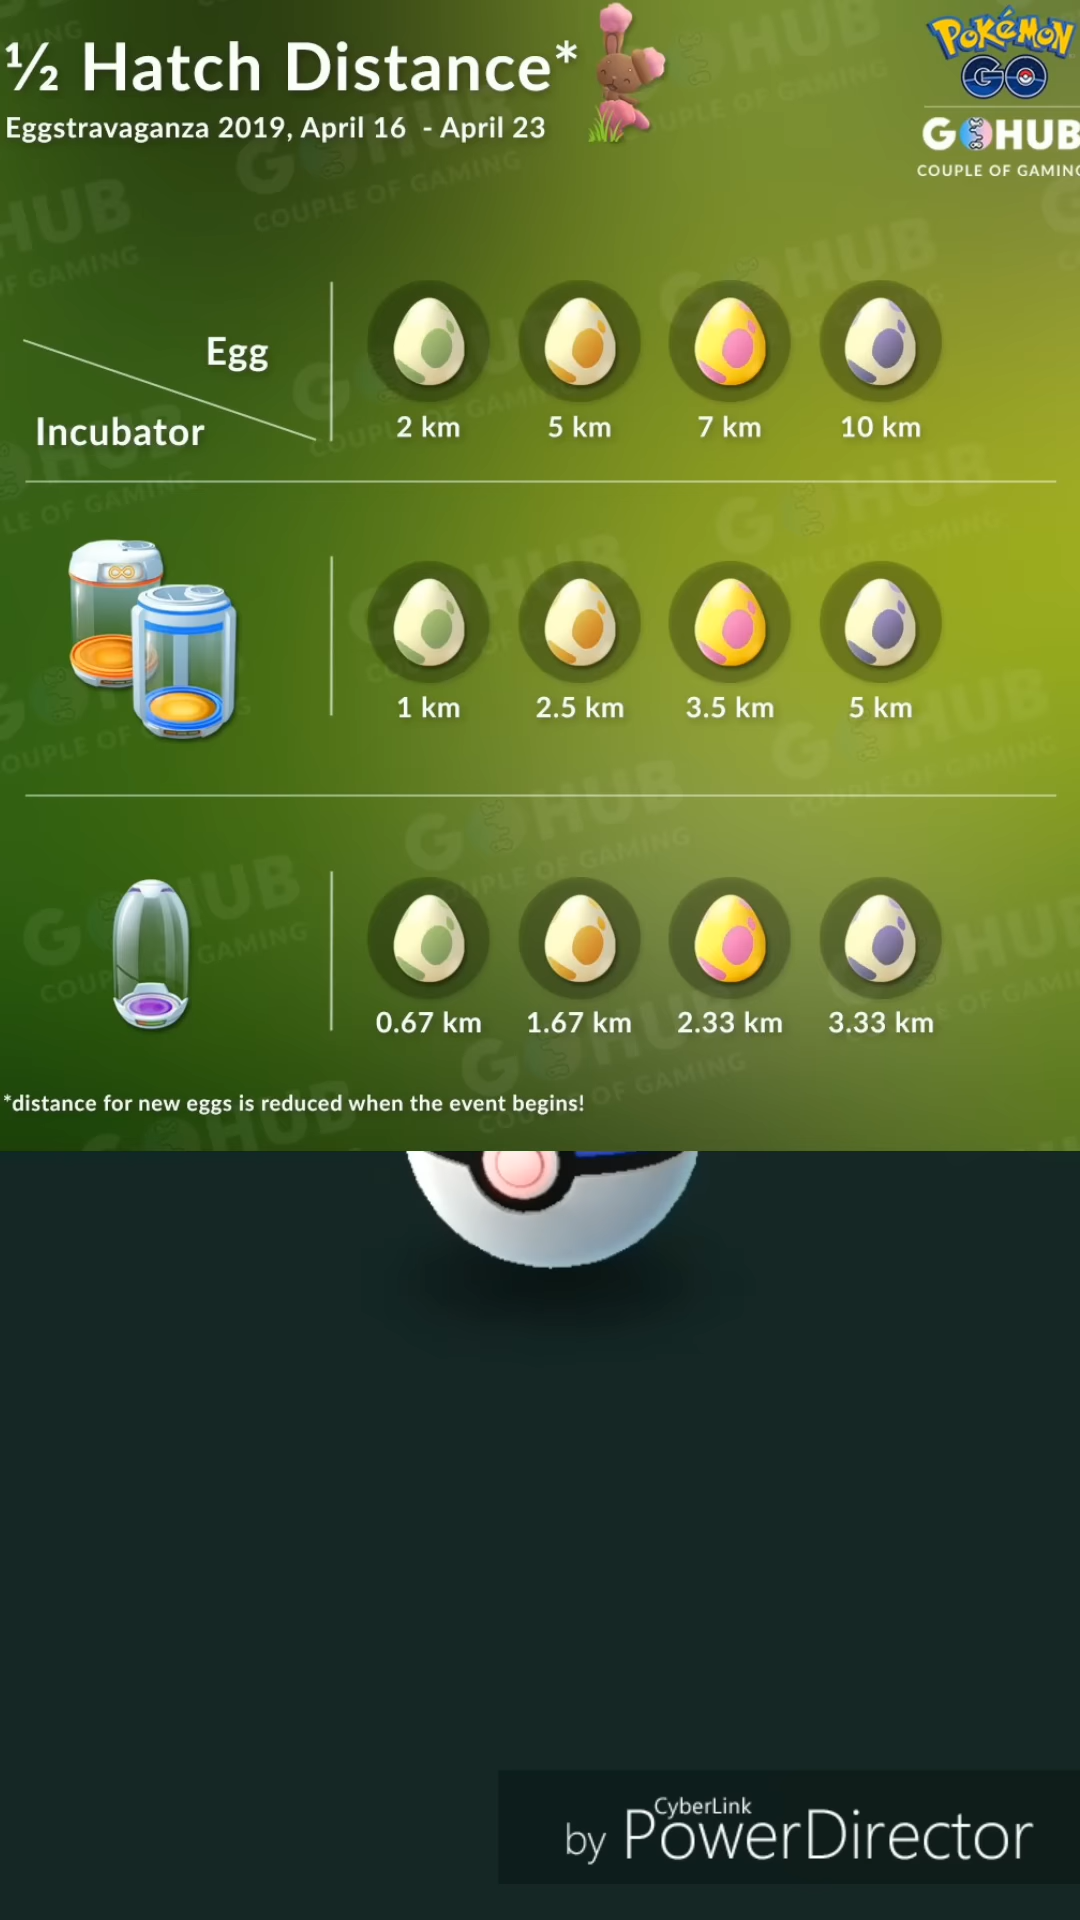 ½ Hatch Distance*
Eggstravaganza 2019, April 16 - April 23
POKÉMON
GO
GOHUB
COUPLE OF GAMING
Egg
Incubator
2 km 5 km 7 km 10 km
1 km 2.5 km 3.5 km 5 km
0.67 km 1.67 km 2.33 km 3.33 km
*distance for new eggs is reduced when the event begins!
by CyberLink PowerDirector